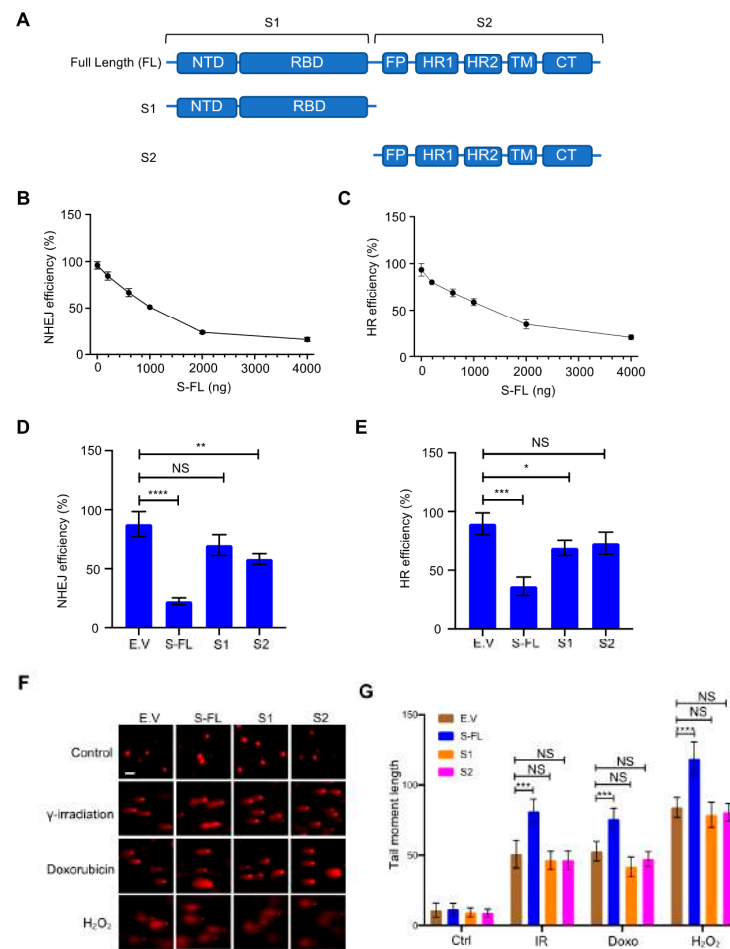 A
S1 S2
Full Length (FL) NTD RBD FP HR1 HR2 TM CT
S1 NTD RBD
S2 FP HR1 HR2 TM CT
B
NHEJ efficiency (%)
150
100
50
0
0 1000 2000 3000 4000
S-FL (ng)
C
HR efficiency (%)
150
100
50
0
0 1000 2000 3000 4000
S-FL (ng)
D
NHEJ efficiency (%)
150
100
50
0
**
NS
****
E.V S-FL S1 S2
E
HR efficiency (%)
150
100
50
0
NS
*
***
E.V S-FL S1 S2
F
E.V S-FL S1 S2
Control
γ-irradiation
Doxorubicin
H₂O₂
G
E.V
S-FL
S1
S2
Tail moment length
150
100
50
0
NS
NS
***
NS
NS
***
NS
NS
****
Ctrl IR Doxo H₂O₂